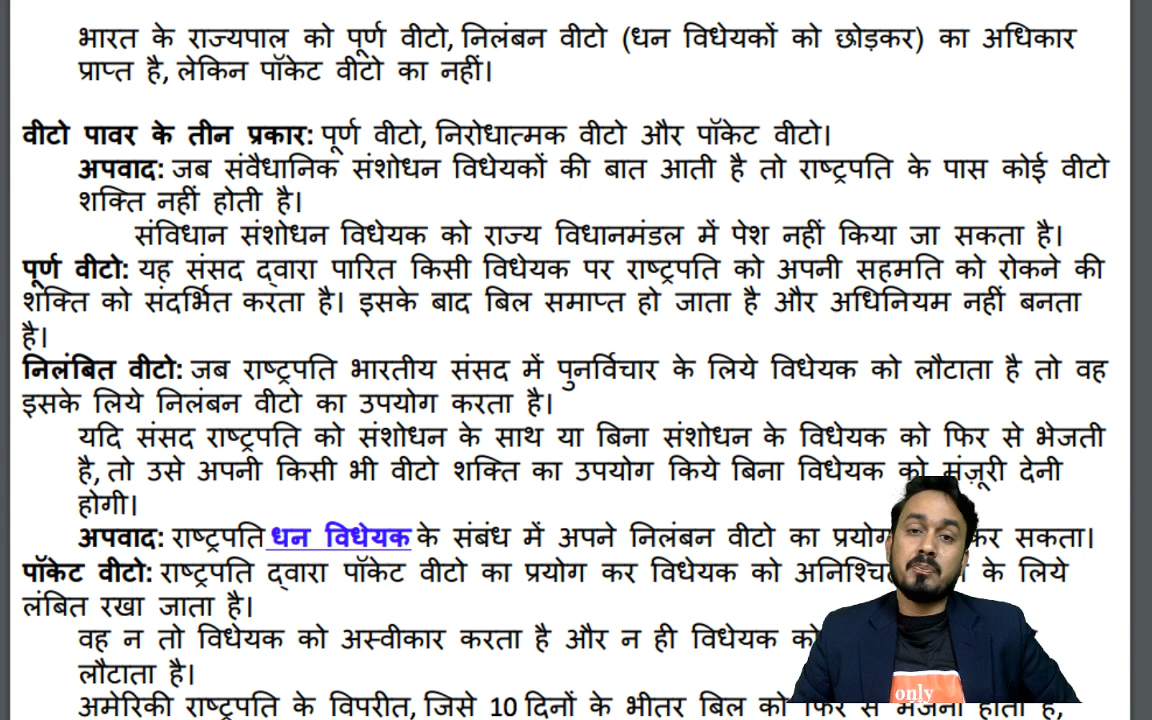 भारत के राज्यपाल को पूर्ण वीटो, निलंबन वीटो (धन विधेयकों को छोड़कर) का अधिकार
प्राप्त है, लेकिन पॉकेट वीटो का नहीं।
वीटो पावर के तीन प्रकार: पूर्ण वीटो, निरोधात्मक वीटो और पॉकेट वीटो।
अपवाद: जब संवैधानिक संशोधन विधेयकों की बात आती है तो राष्ट्रपति के पास कोई वीटो
शक्ति नहीं होती है।
संविधान संशोधन विधेयक को राज्य विधानमंडल में पेश नहीं किया जा सकता है।
पूर्ण वीटो: यह संसद द्वारा पारित किसी विधेयक पर राष्ट्रपति को अपनी सहमति को रोकने की
शक्ति को संदर्भित करता है। इसके बाद बिल समाप्त हो जाता है और अधिनियम नहीं बनता
है।
निलंबित वीटो: जब राष्ट्रपति भारतीय संसद में पुनर्विचार के लिये विधेयक को लौटाता है तो वह
इसके लिये निलंबन वीटो का उपयोग करता है।
यदि संसद राष्ट्रपति को संशोधन के साथ या बिना संशोधन के विधेयक को फिर से भेजती
है, तो उसे अपनी किसी भी वीटो शक्ति का उपयोग किये बिना विधेयक को मंज़ूरी देनी
होगी।
अपवाद: राष्ट्रपति धन विधेयक के संबंध में अपने निलंबन वीटो का प्रयोग कर सकता।
पॉकेट वीटो: राष्ट्रपति द्वारा पॉकेट वीटो का प्रयोग कर विधेयक को के लिये
लंबित रखा जाता है।
वह न तो विधेयक को अस्वीकार करता है और न ही विधेयक को
लौटाता है।
अमेरिकी राष्ट्रपति के विपरीत, जिसे 10 दिनों के भीतर बिल को फिर से भेजना होता है,
only